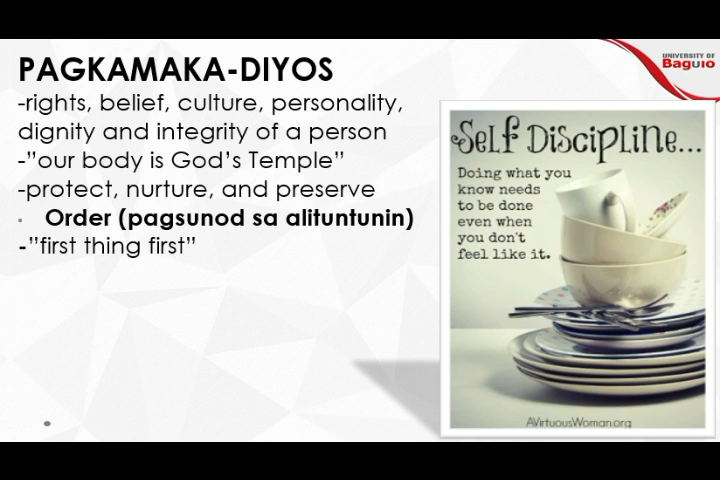 PAGKAMAKA-DIYOS
-rights, belief, culture, personality,
dignity and integrity of a person
-”our body is God’s Temple”
-protect, nurture, and preserve
▪ Order (pagsunod sa alituntunin)
-”first thing first”
UNIVERSITY OF
Baguio
Self Discipline...
Doing what you
know needs
to be done
even when
you don't
feel like it.
AVirtuousWoman.org